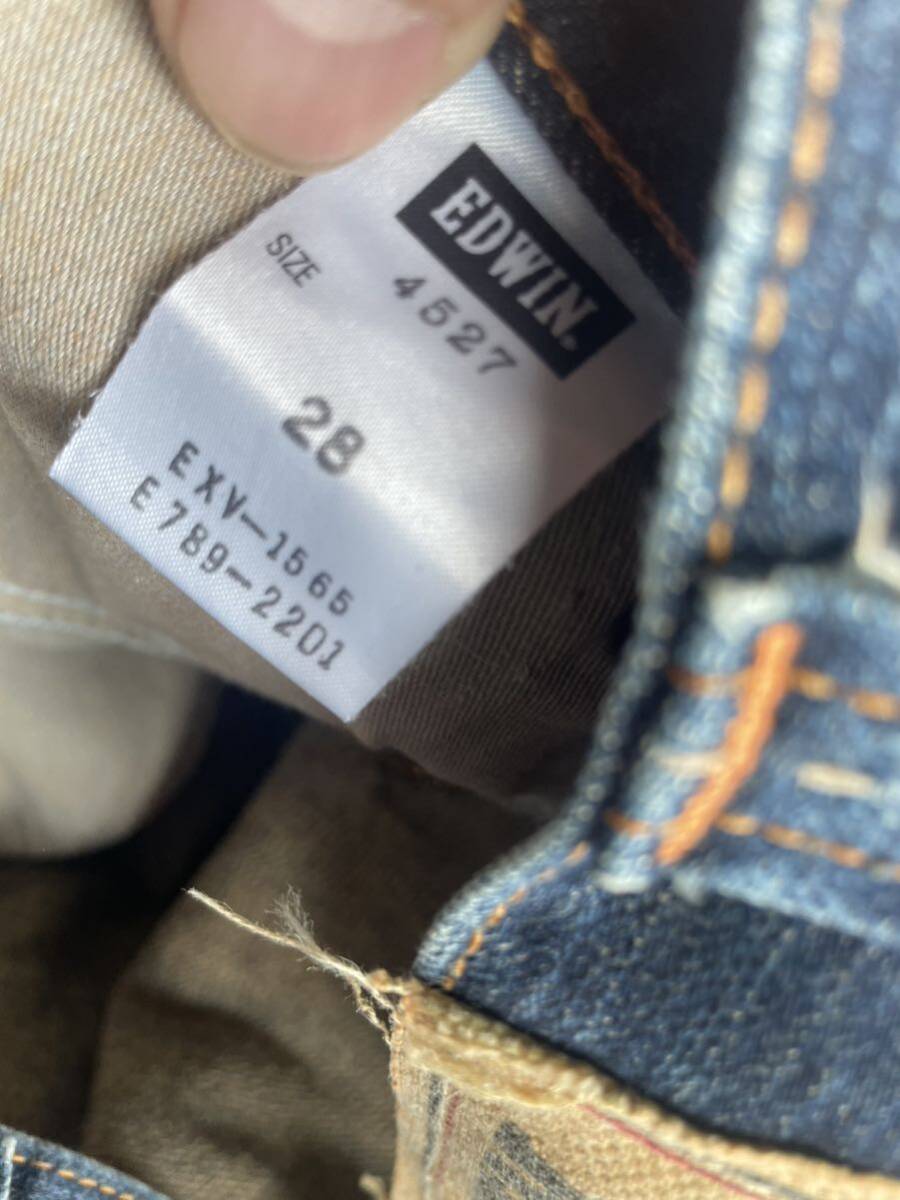 EDWIN.
4527
SIZE
28
EXV-1565
E789-2201